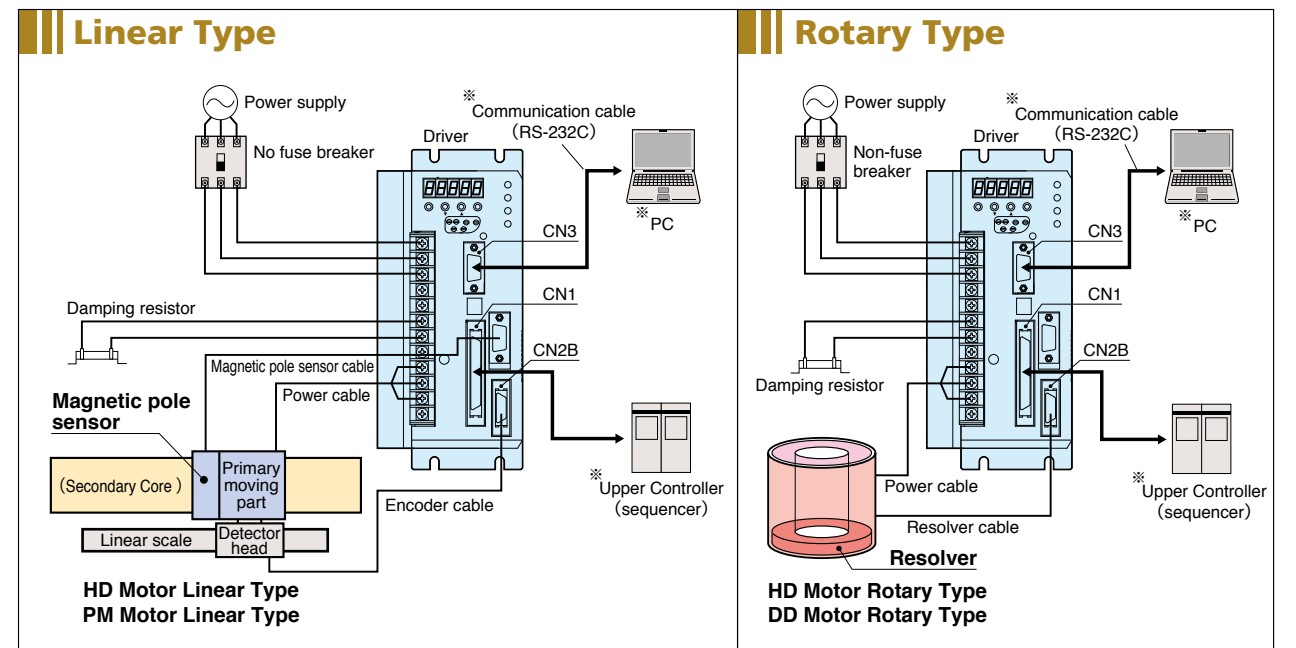 Linear Type
Power supply
No fuse breaker
Driver
※
Communication cable
（RS-232C）
※
PC
CN3
CN1
CN2B
Damping resistor
Magnetic pole sensor cable
Power cable
Magnetic pole
sensor
（Secondary Core ）
Primary
moving
part
Linear scale
Detector
head
Encoder cable
※
Upper Controller
（sequencer）
HD Motor Linear Type
PM Motor Linear Type
Rotary Type
Power supply
Non-fuse
breaker
Driver
※
Communication cable
（RS-232C）
※
PC
CN3
CN1
CN2B
Damping resistor
Power cable
Resolver cable
Resolver
※
Upper Controller
（sequencer）
HD Motor Rotary Type
DD Motor Rotary Type